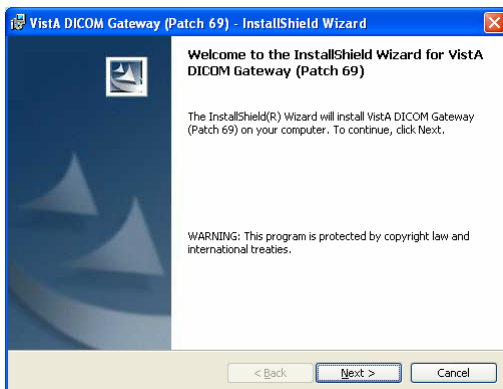 VistA DICOM Gateway (Patch 69) - InstallShield Wizard
Welcome to the InstallShield Wizard for VistA
DICOM Gateway (Patch 69)
The InstallShield(R) Wizard will install VistA DICOM Gateway
(Patch 69) on your computer. To continue, click Next.
WARNING: This program is protected by copyright law and
international treaties.
< Back
Next >
Cancel